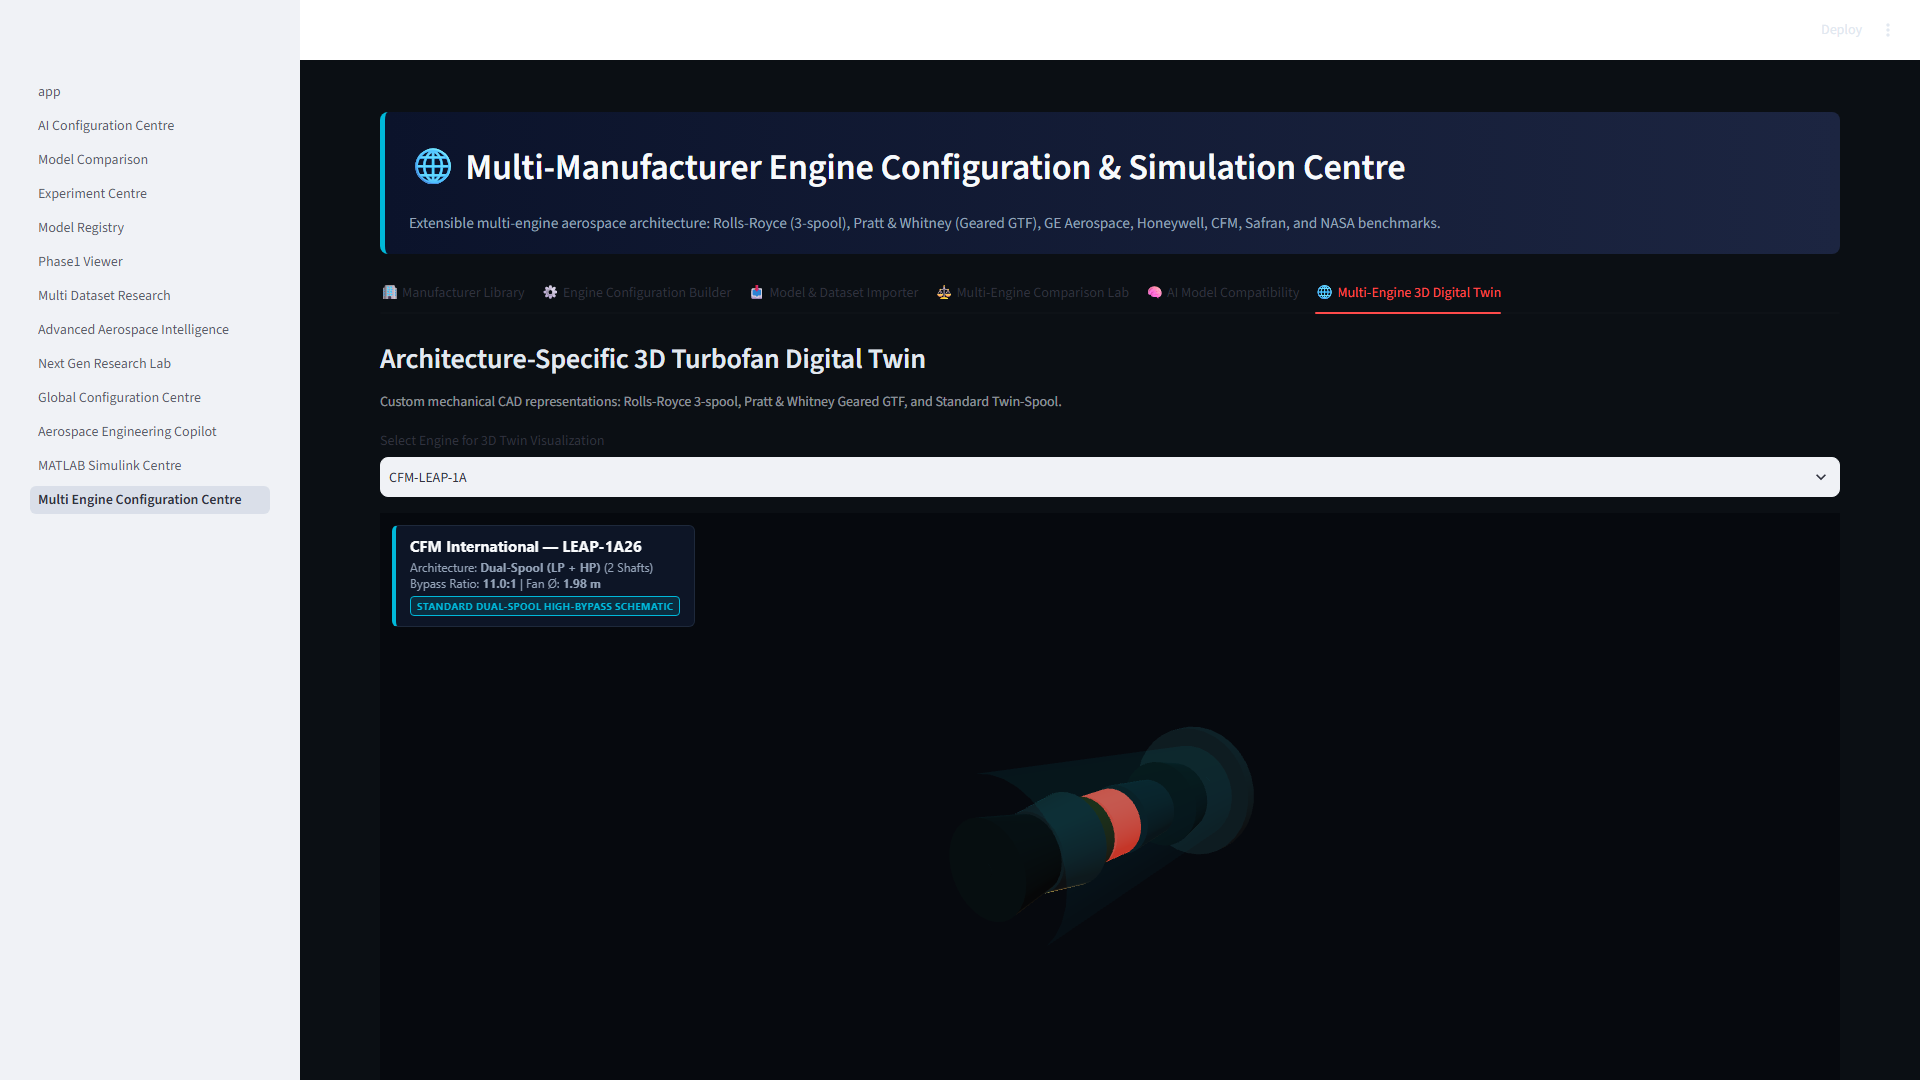 Deploy
app
AI Configuration Centre
Model Comparison
Experiment Centre
Model Registry
Phase1 Viewer
Multi Dataset Research
Advanced Aerospace Intelligence
Next Gen Research Lab
Global Configuration Centre
Aerospace Engineering Copilot
MATLAB Simulink Centre
Multi Engine Configuration Centre
Multi-Manufacturer Engine Configuration & Simulation Centre
Extensible multi-engine aerospace architecture: Rolls-Royce (3-spool), Pratt & Whitney (Geared GTF), GE Aerospace, Honeywell, CFM, Safran, and NASA benchmarks.
Manufacturer Library Engine Configuration Builder Model & Dataset Importer Multi-Engine Comparison Lab AI Model Compatibility Multi-Engine 3D Digital Twin
Architecture-Specific 3D Turbofan Digital Twin
Custom mechanical CAD representations: Rolls-Royce 3-spool, Pratt & Whitney Geared GTF, and Standard Twin-Spool.
Select Engine for 3D Twin Visualization
CFM-LEAP-1A
CFM International — LEAP-1A26
Architecture: Dual-Spool (LP + HP) (2 Shafts)
Bypass Ratio: 11.0:1 | Fan Ø: 1.98 m
STANDARD DUAL-SPOOL HIGH-BYPASS SCHEMATIC